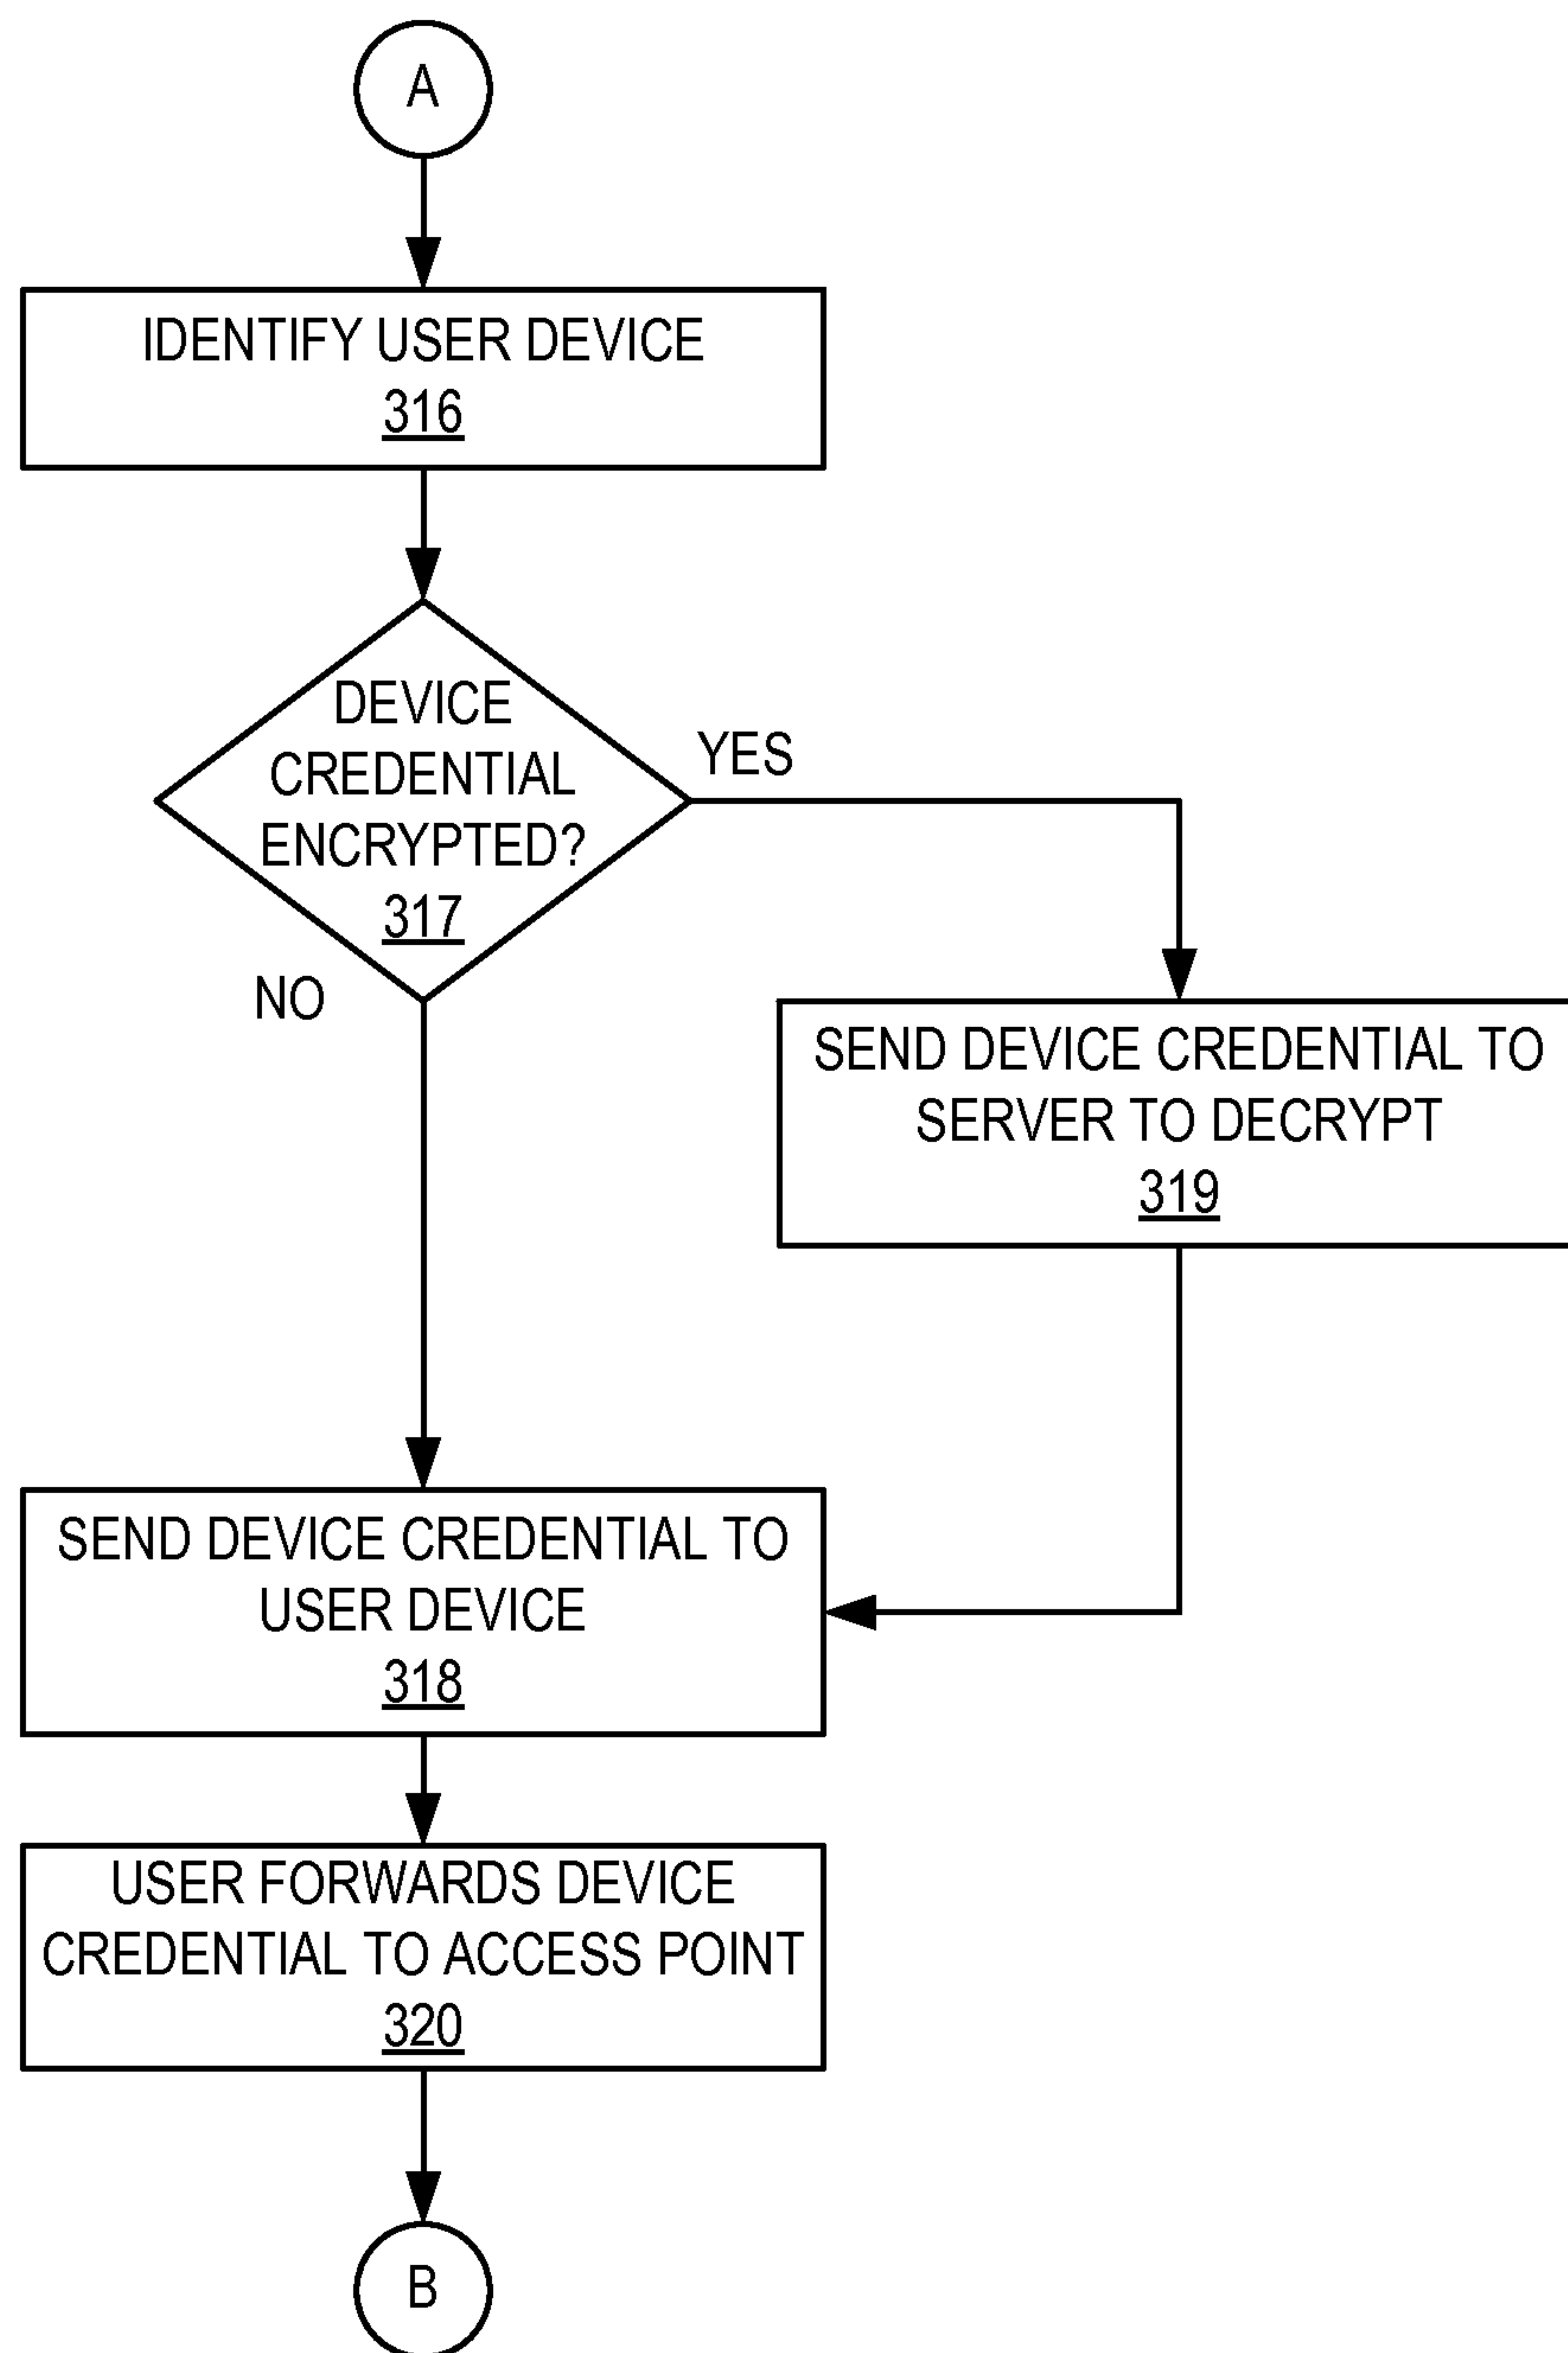 A
IDENTIFY USER DEVICE
316
DEVICE
CREDENTIAL
ENCRYPTED?
317
YES
NO
SEND DEVICE CREDENTIAL TO
SERVER TO DECRYPT
319
SEND DEVICE CREDENTIAL TO
USER DEVICE
318
USER FORWARDS DEVICE
CREDENTIAL TO ACCESS POINT
320
B